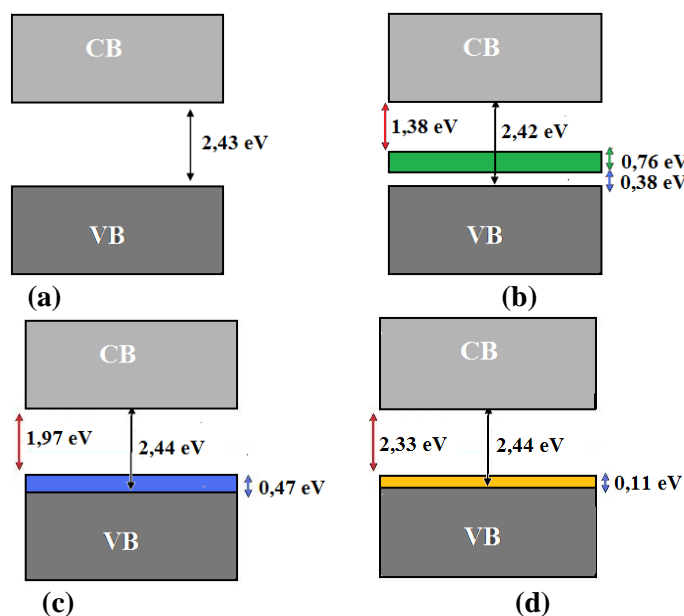 CB
2,43 eV
VB
(a)
CB
1,38 eV
2,42 eV
0,76 eV
0,38 eV
VB
(b)
CB
1,97 eV
2,44 eV
0,47 eV
VB
(c)
CB
2,33 eV
2,44 eV
0,11 eV
VB
(d)